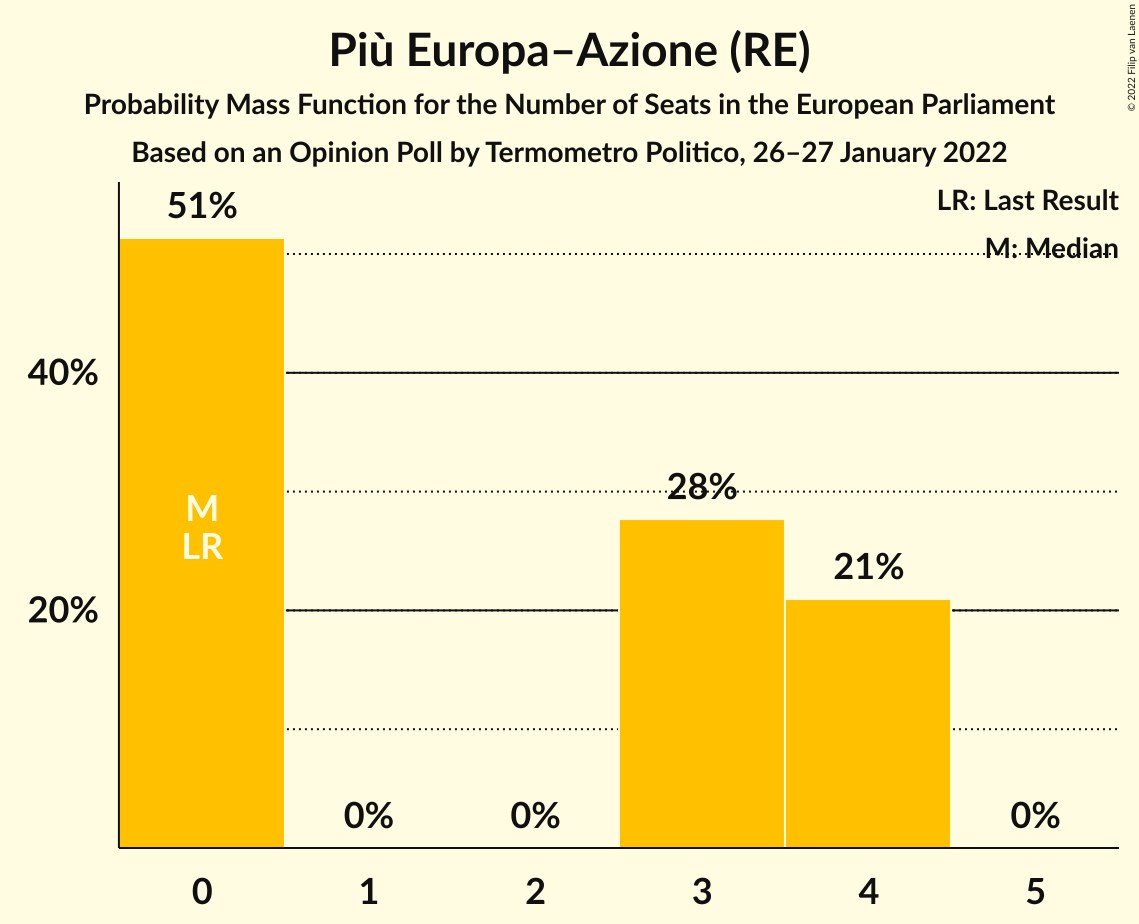 Più Europa–Azione (RE)
Probability Mass Function for the Number of Seats in the European Parliament
Based on an Opinion Poll by Termometro Politico, 26–27 January 2022
© 2022 Filip van Laenen
LR: Last Result
M: Median
51%
40%
28%
M
LR
21%
20%
0%
0%
0%
0 1 2 3 4 5